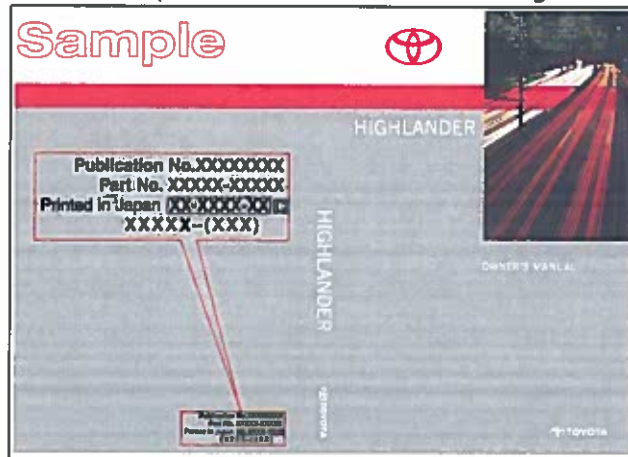 Sample
HIGHLANDER
Publication No.XXXXXXXX
Part No. XXXXX-XXXXX
Printed in Japan XX-XXXX-XX
XXXXX-(XXX)
HIGHLANDER
OWNER'S MANUAL
TOYOTA
TOYOTA